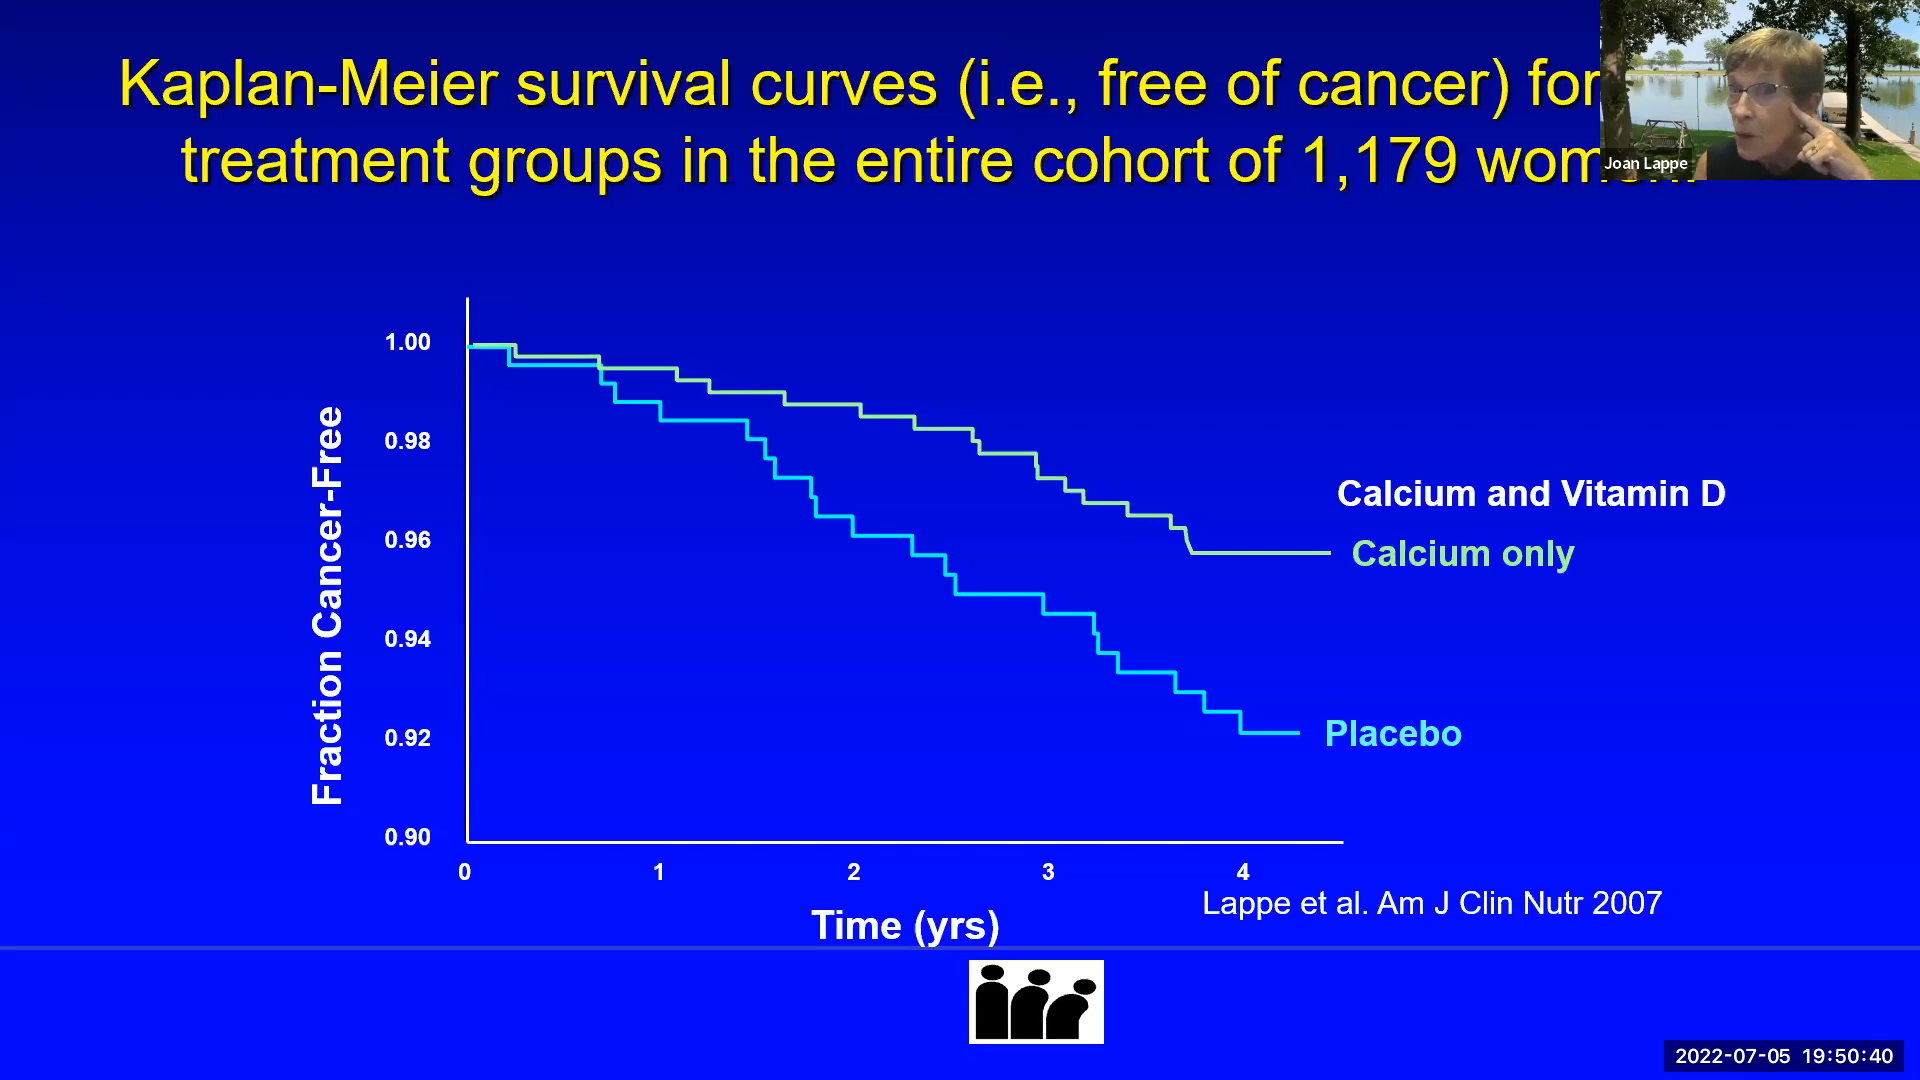 Kaplan-Meier survival curves (i.e., free of cancer) for
treatment groups in the entire cohort of 1,179
Joan Lappe
1.00
0.98
0.96
0.94
0.92
0.90
Fraction Cancer-Free
Calcium and Vitamin D
Calcium only
Placebo
0 1 2 3 4
Time (yrs)
Lappe et al. Am J Clin Nutr 2007
2022-07-05 19:50:40